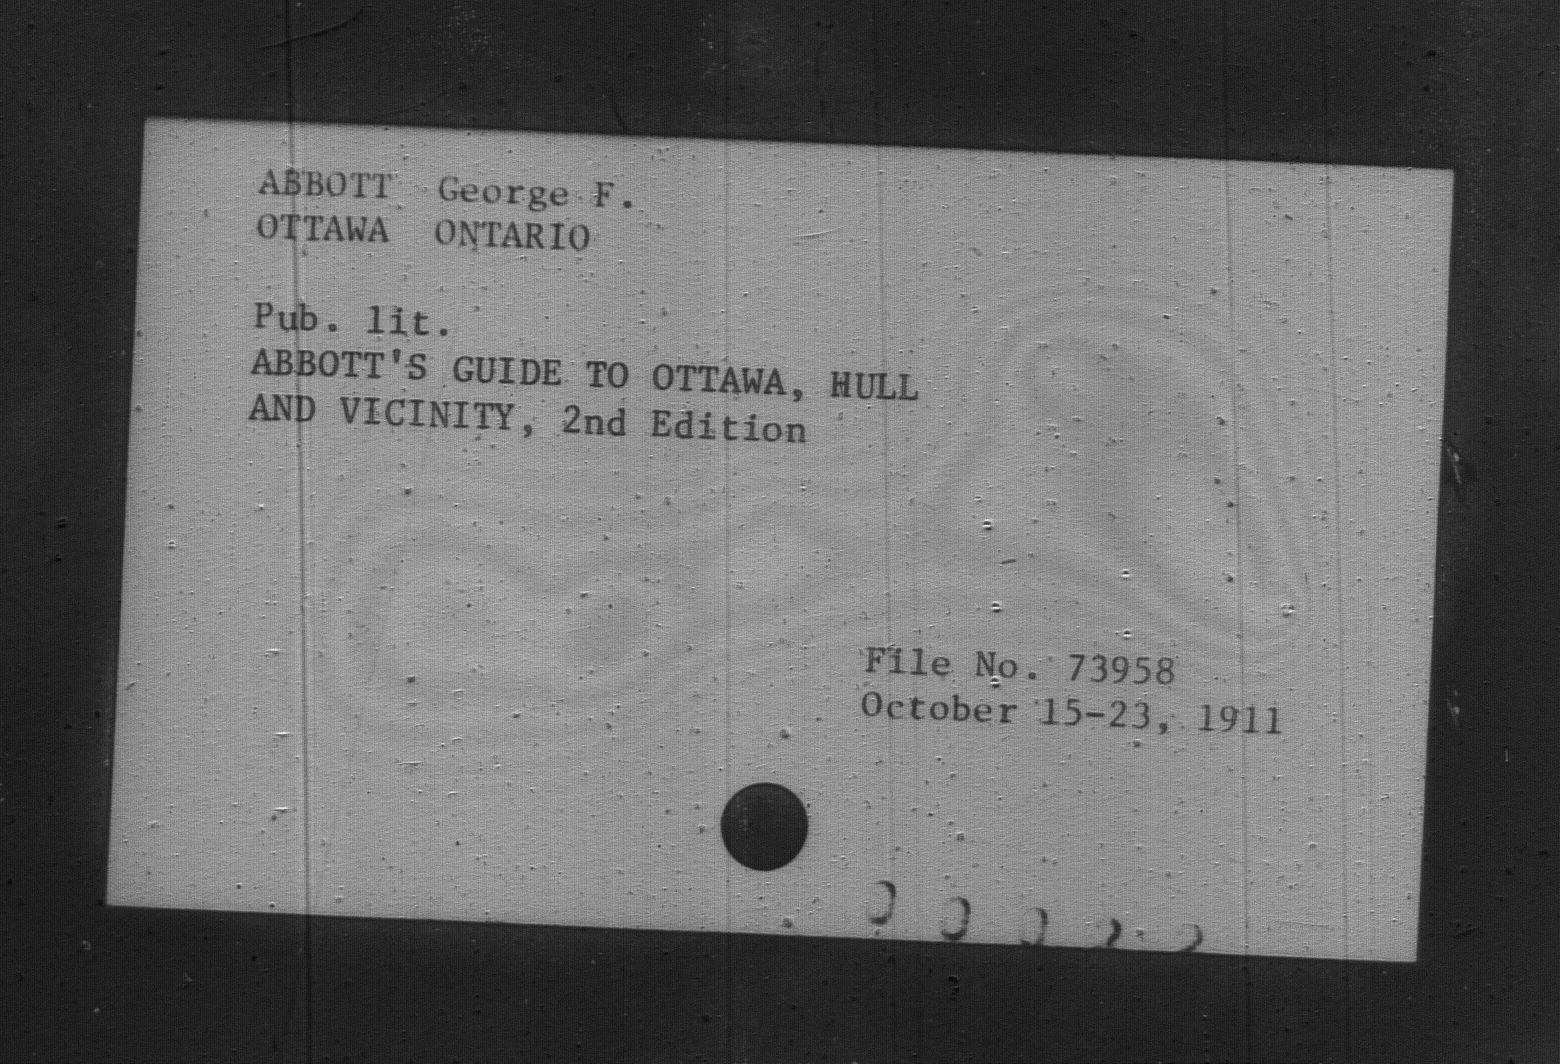 ABBOTT George F.
OTTAWA ONTARIO
Pub. lit.
ABBOTT'S GUIDE TO OTTAWA, HULL
AND VICINITY, 2nd Edition
File No. 73958
October 15-23, 1911